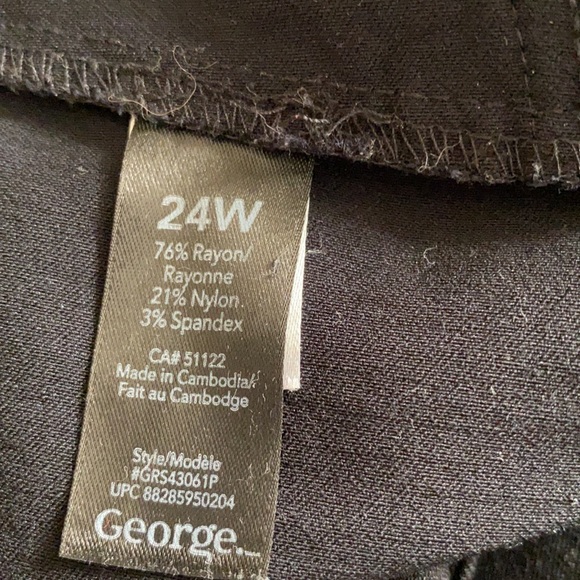 24W
76% Rayon/
Rayonne
21% Nylon
3% Spandex
CA# 51122
Made in Cambodia/
Fait au Cambodge
Style/Modèle
#GRS43061P
UPC 88285950204
George.